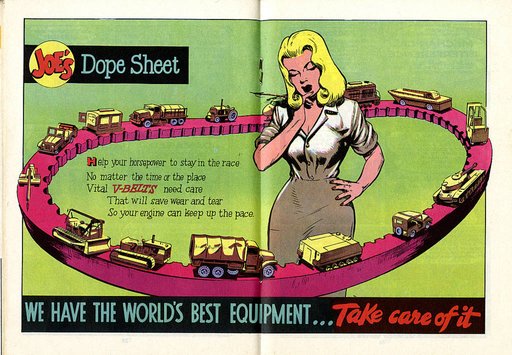 JOE'S Dope Sheet
Help your horsepower to stay in the race
No matter the time or the place
Vital V-BELTS need care
That will save wear and tear
So your engine can keep up the pace.
WE HAVE THE WORLD'S BEST EQUIPMENT...Take care of it